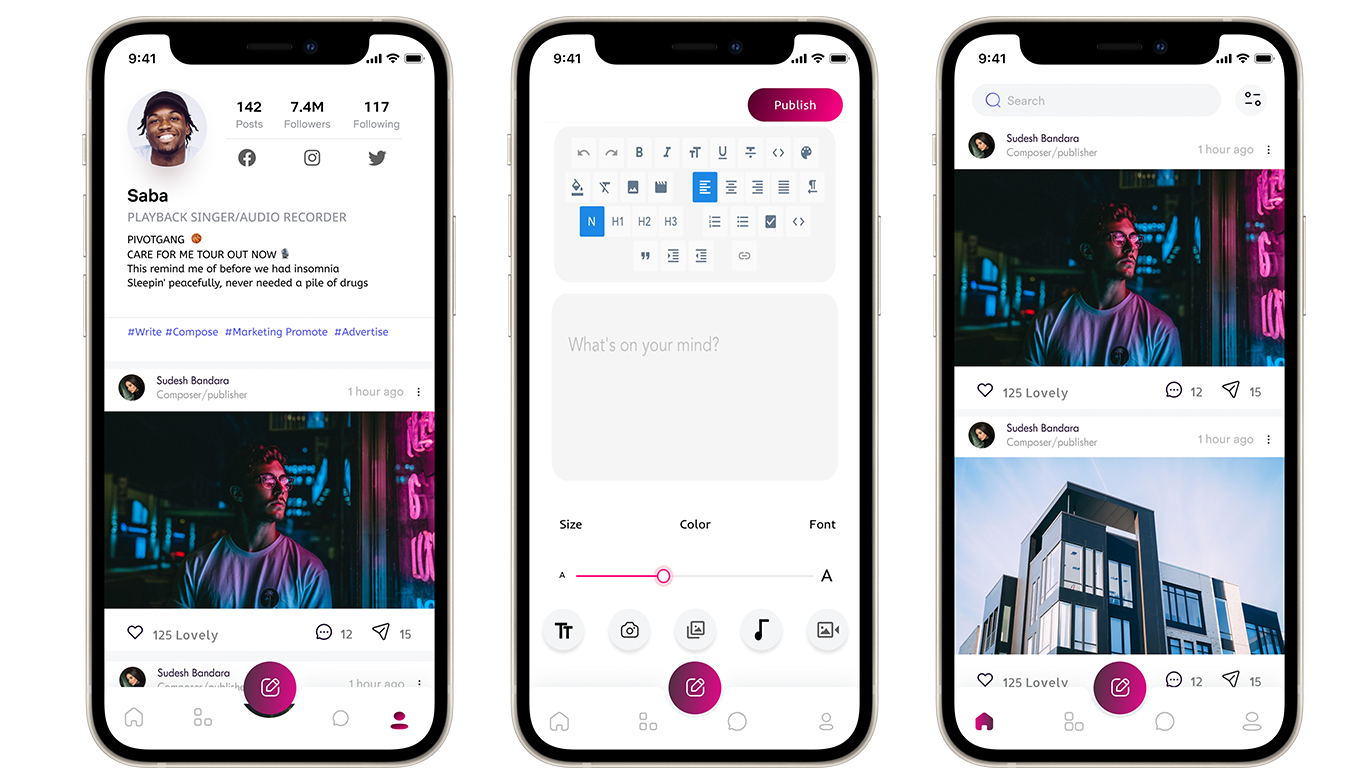 9:41
142 7.4M 117
Posts Followers Following
Saba
PLAYBACK SINGER/AUDIO RECORDER
PIVOTGANG 🏀
CARE FOR ME TOUR OUT NOW
This remind me of before we had insomnia
Sleepin' peacefully, never needed a pile of drugs
#Write #Compose #Marketing Promote #Advertise
Sudesh Bandara
Composer/publisher
1 hour ago
125 Lovely 12 15
Sudesh Bandara
1 hour ago
9:41
Publish
B I TT U T <>
N H1 H2 H3 <>
What's on your mind?
Size Color Font
A A
TT
9:41
Search
Sudesh Bandara
Composer/publisher
1 hour ago
125 Lovely 12 15
Sudesh Bandara
Composer/publisher
1 hour ago
125 Lovely 12 15